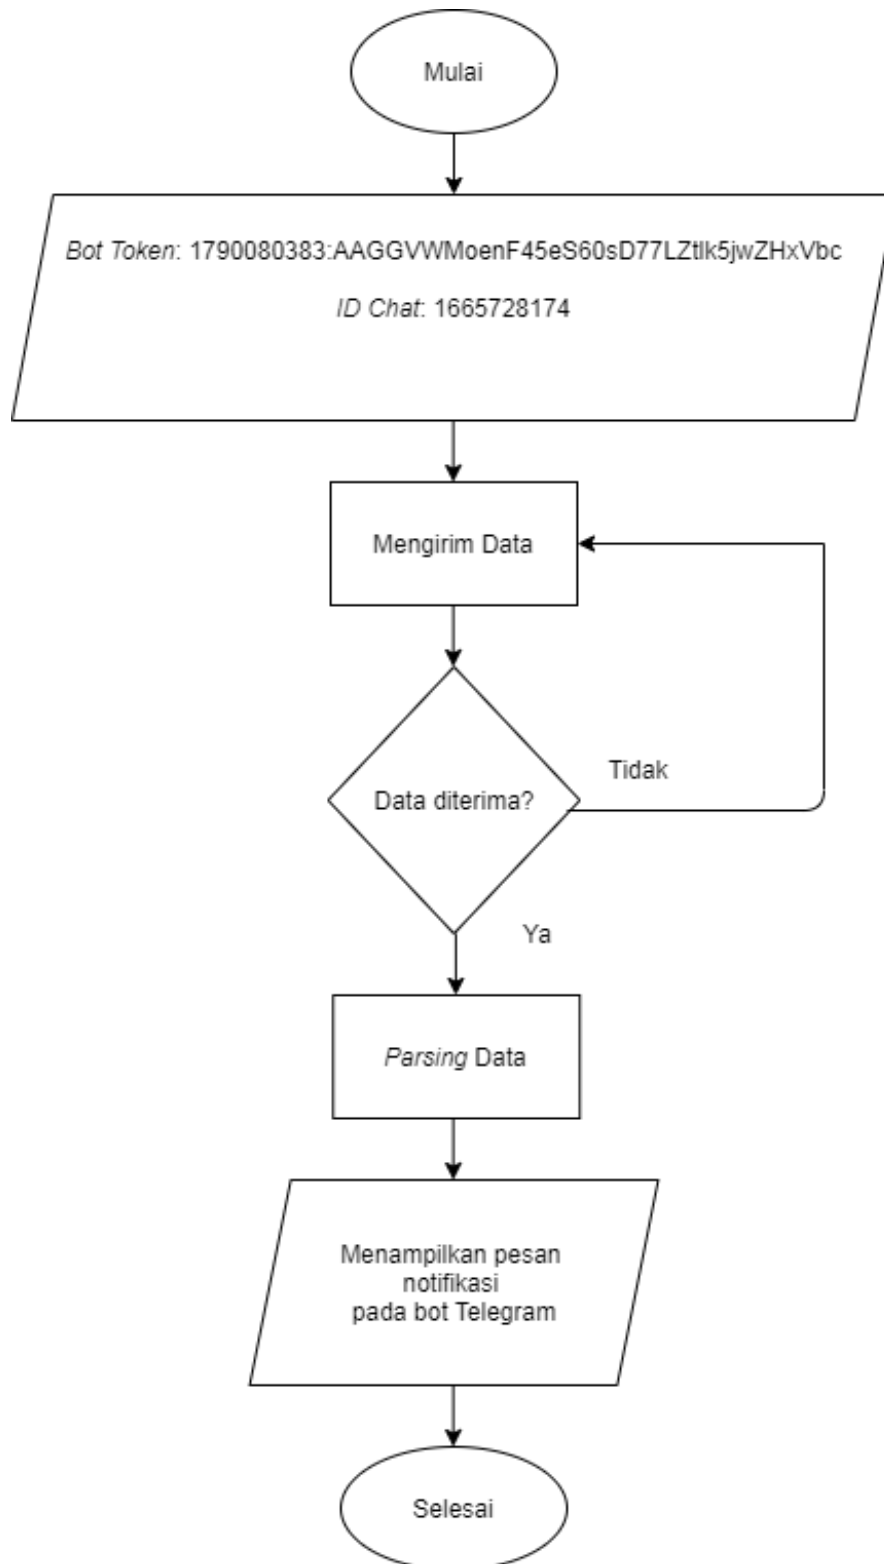 Mulai
Bot Token: 1790080383:AAGGVWMoenF45eS60sD77LZtlk5jwZHxVbc
ID Chat: 1665728174
Mengirim Data
Tidak
Data diterima?
Ya
Parsing Data
Menampilkan pesan
notifikasi
pada bot Telegram
Selesai